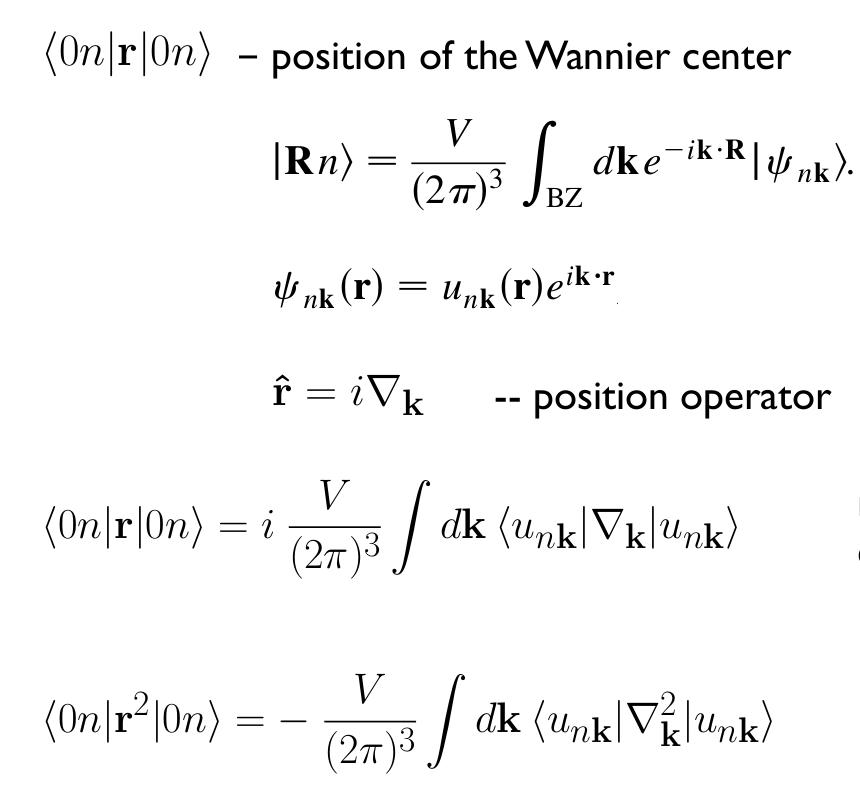 ⟨0n|𝐫|0n⟩ – position of the Wannier center
|𝐑n⟩ = V/(2π)³ ∫_BZ d𝐤 e^{−i𝐤·𝐑} |ψ_{n𝐤}⟩.
ψ_{n𝐤}(𝐫) = u_{n𝐤}(𝐫)e^{i𝐤·𝐫}
𝐫̂ = i∇_𝐤 -- position operator
⟨0n|𝐫|0n⟩ = i V/(2π)³ ∫ d𝐤 ⟨u_{n𝐤}|∇_𝐤|u_{n𝐤}⟩
⟨0n|𝐫²|0n⟩ = − V/(2π)³ ∫ d𝐤 ⟨u_{n𝐤}|∇²_𝐤|u_{n𝐤}⟩